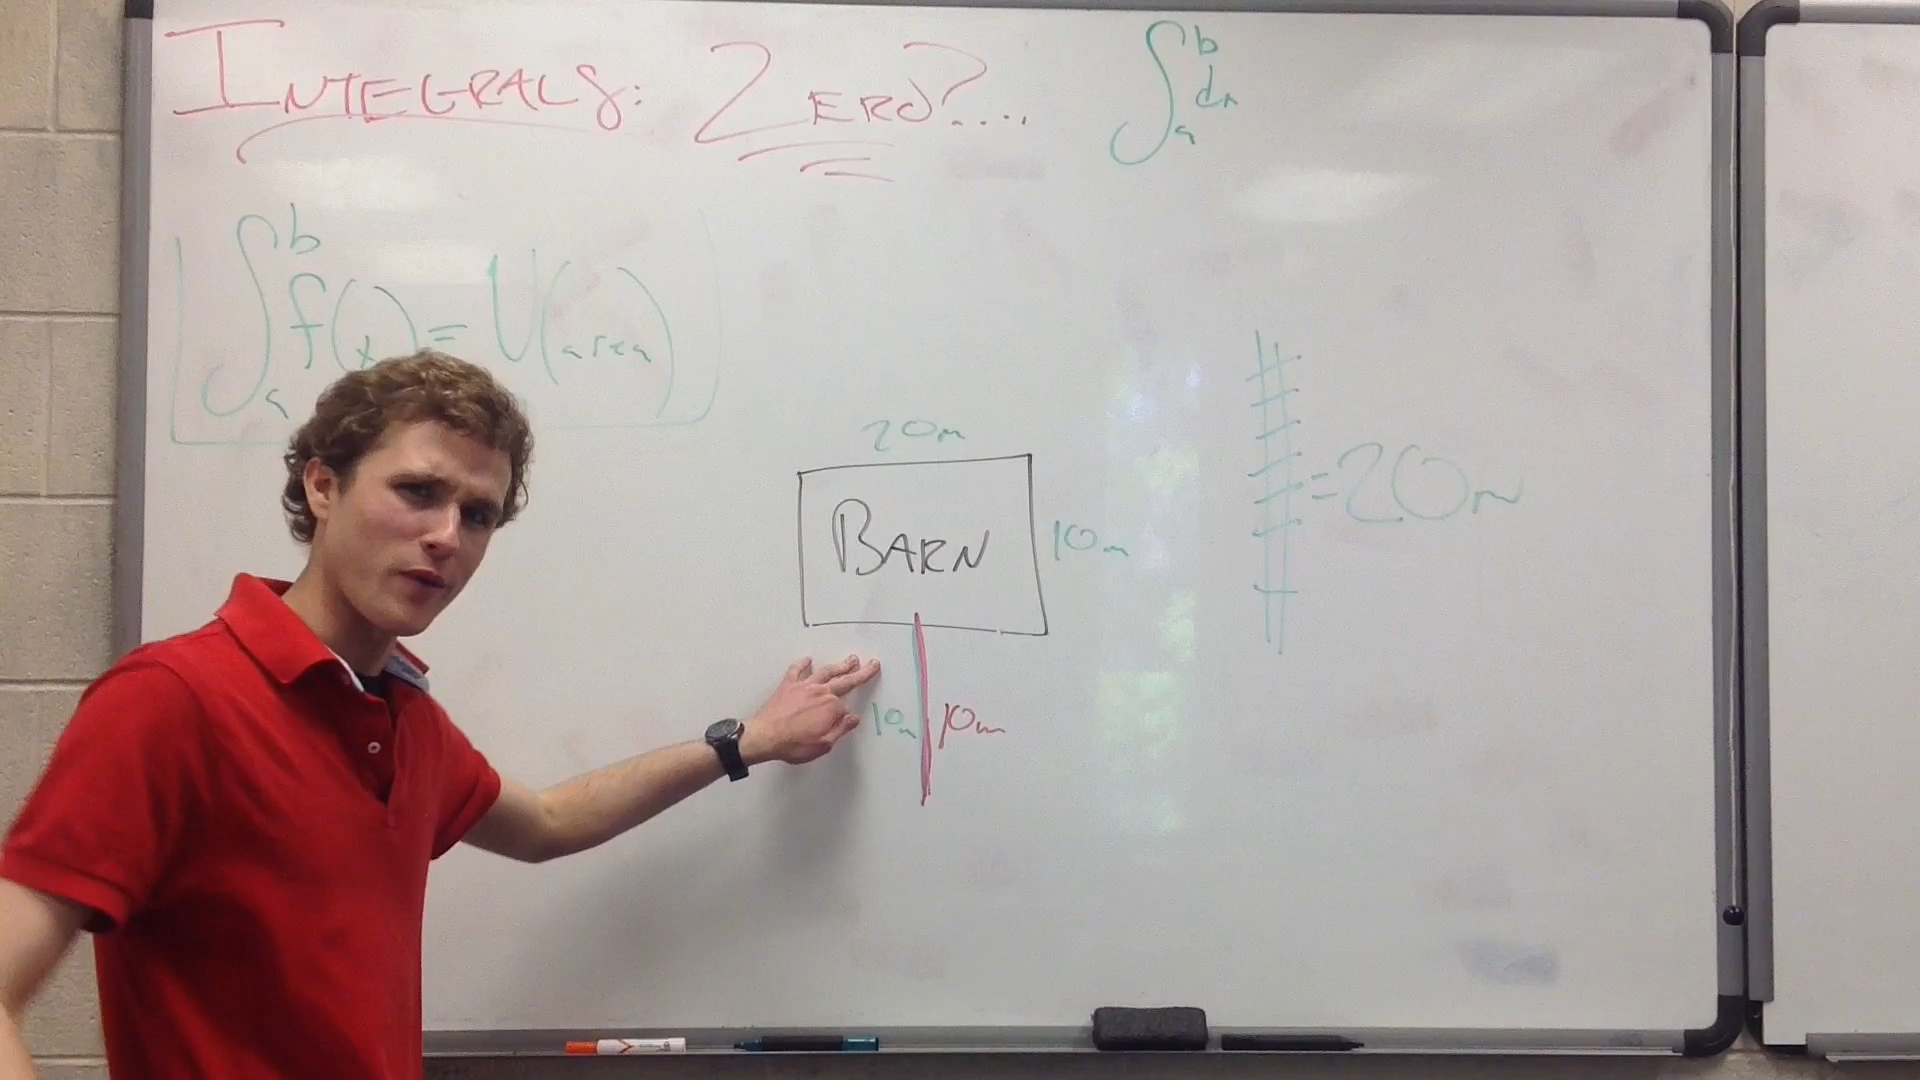 INTEGRALS: ZERO?....
∫ₐᵇ dx
∫ₐᵇ f(x) = U(area)
20m
BARN
10m
=20m
10m
10m